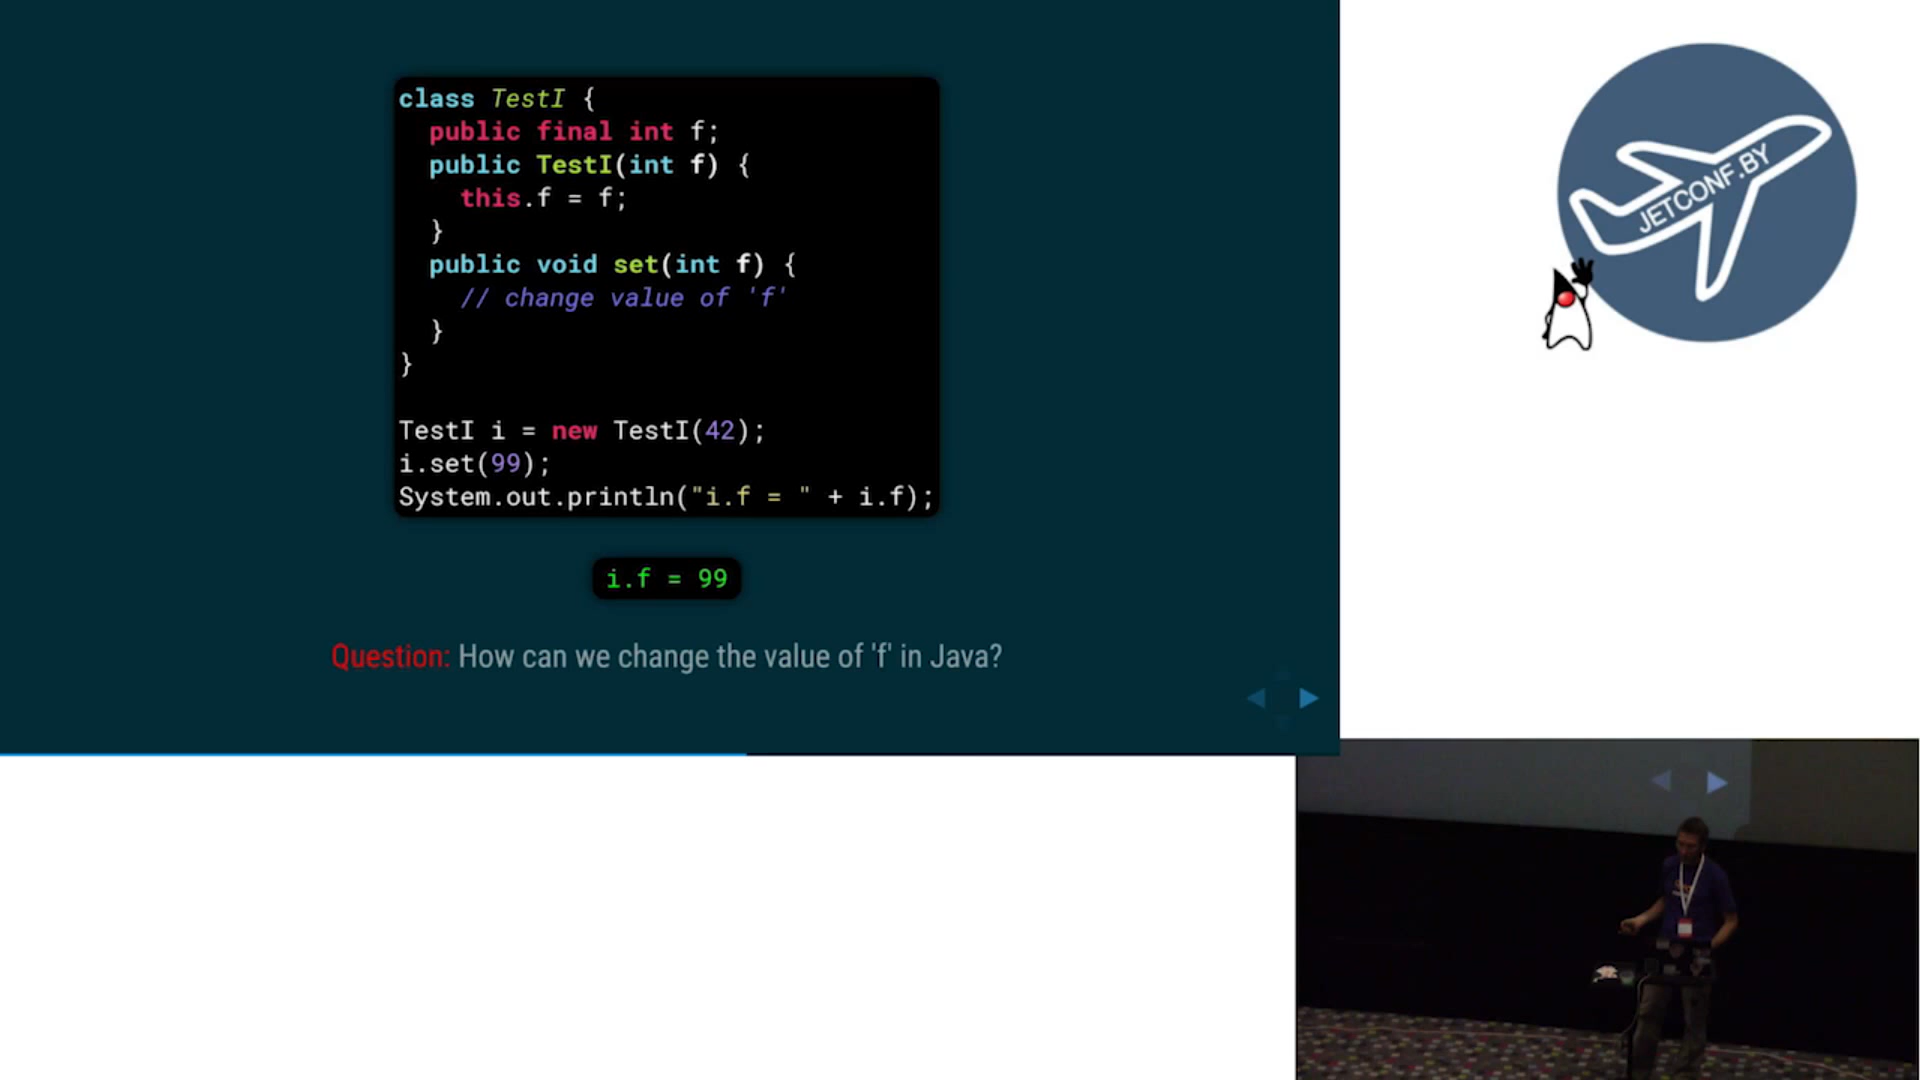 class TestI {
public final int f;
public TestI(int f) {
this.f = f;
}
public void set(int f) {
// change value of 'f'
}
}
TestI i = new TestI(42);
i.set(99);
System.out.println("i.f = " + i.f);
i.f = 99
Question: How can we change the value of 'f' in Java?
JETCONF.BY